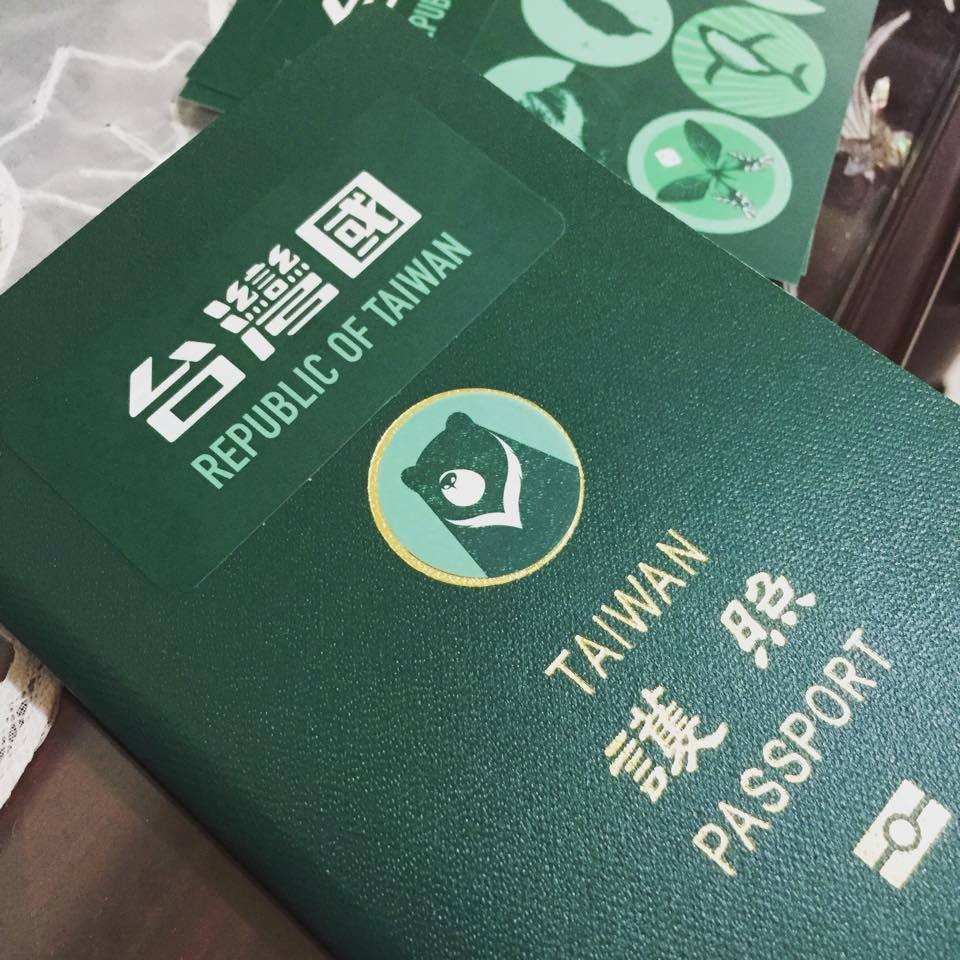 台灣國
REPUBLIC OF TAIWAN
TAIWAN
護照
PASSPORT